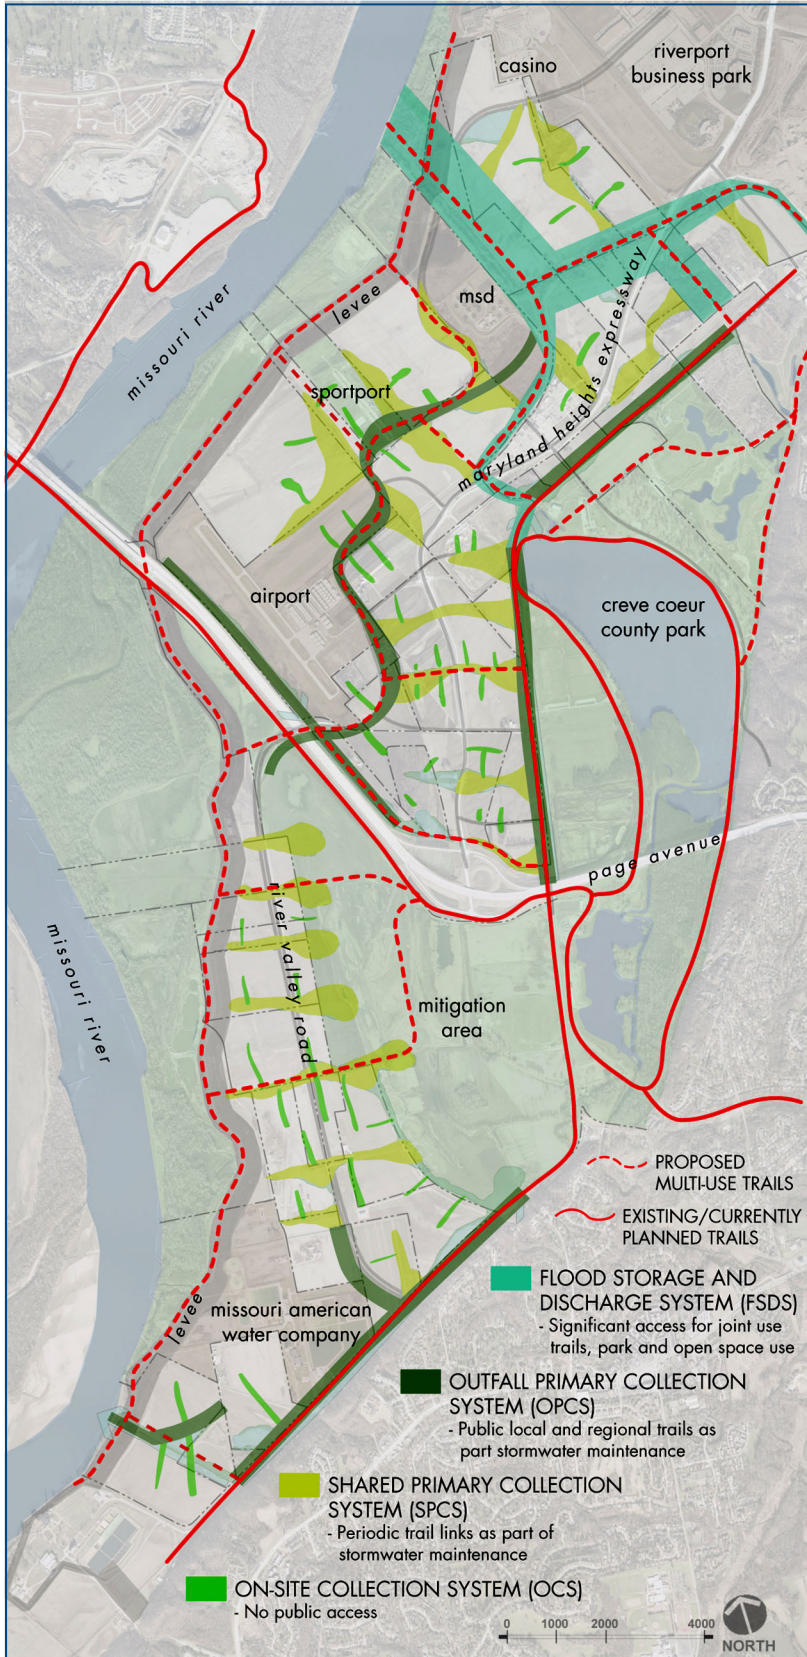 casino
riverport
business park
missouri river
levee
msd
maryland heights expressway
sportport
airport
creve coeur
county park
page avenue
river valley road
missouri river
mitigation
area
PROPOSED
MULTI-USE TRAILS
EXISTING/CURRENTLY
PLANNED TRAILS
FLOOD STORAGE AND
DISCHARGE SYSTEM (FSDS)
- Significant access for joint use
trails, park and open space use
levee
missouri american
water company
OUTFALL PRIMARY COLLECTION
SYSTEM (OPCS)
- Public local and regional trails as
part stormwater maintenance
SHARED PRIMARY COLLECTION
SYSTEM (SPCS)
- Periodic trail links as part of
stormwater maintenance
ON-SITE COLLECTION SYSTEM (OCS)
- No public access
0 1000 2000 4000
NORTH